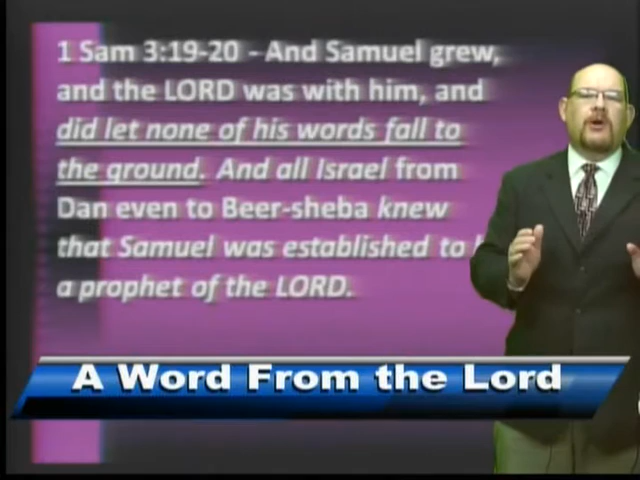 1 Sam 3:19-20 - And Samuel grew,
and the LORD was with him, and
did let none of his words fall to
the ground. And all Israel from
Dan even to Beer-sheba knew
that Samuel was established to
a prophet of the LORD.
A Word From the Lord